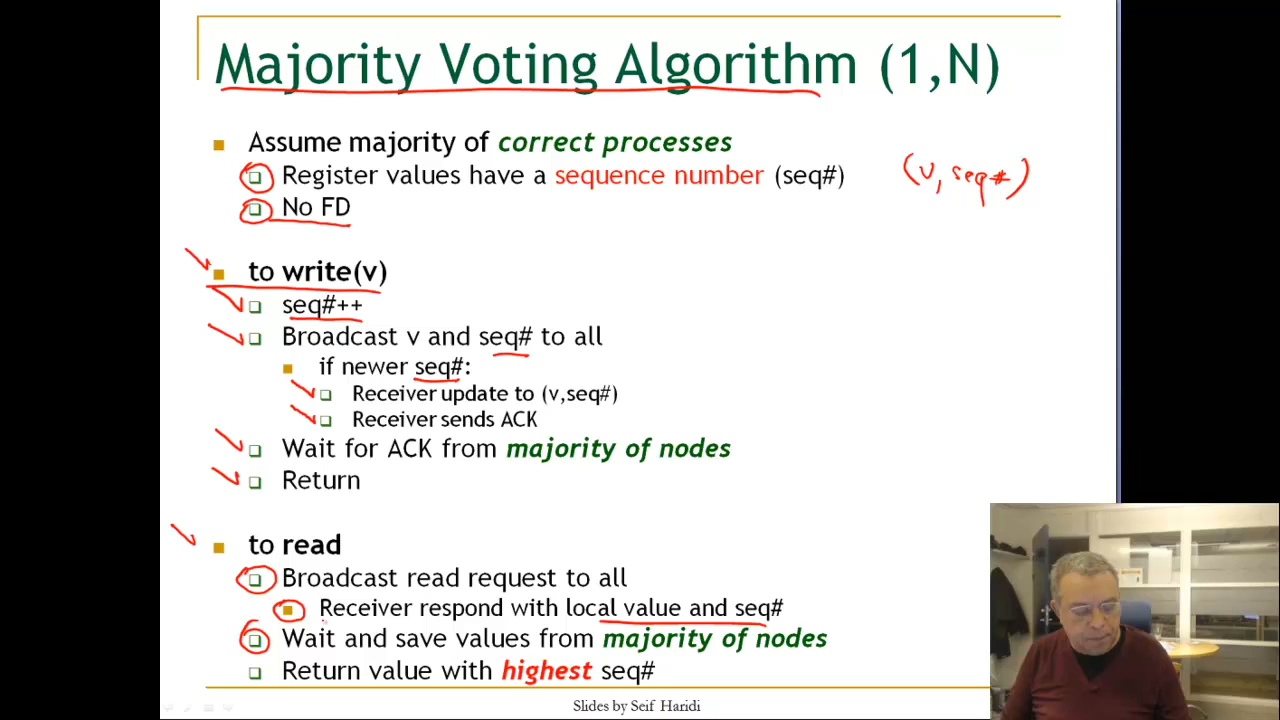 Majority Voting Algorithm (1,N)
Assume majority of correct processes
Register values have a sequence number (seq#)
(v, seq#)
No FD
to write(v)
seq#++
Broadcast v and seq# to all
if newer seq#:
Receiver update to (v,seq#)
Receiver sends ACK
Wait for ACK from majority of nodes
Return
to read
Broadcast read request to all
Receiver respond with local value and seq#
Wait and save values from majority of nodes
Return value with highest seq#
Slides by Seif Haridi